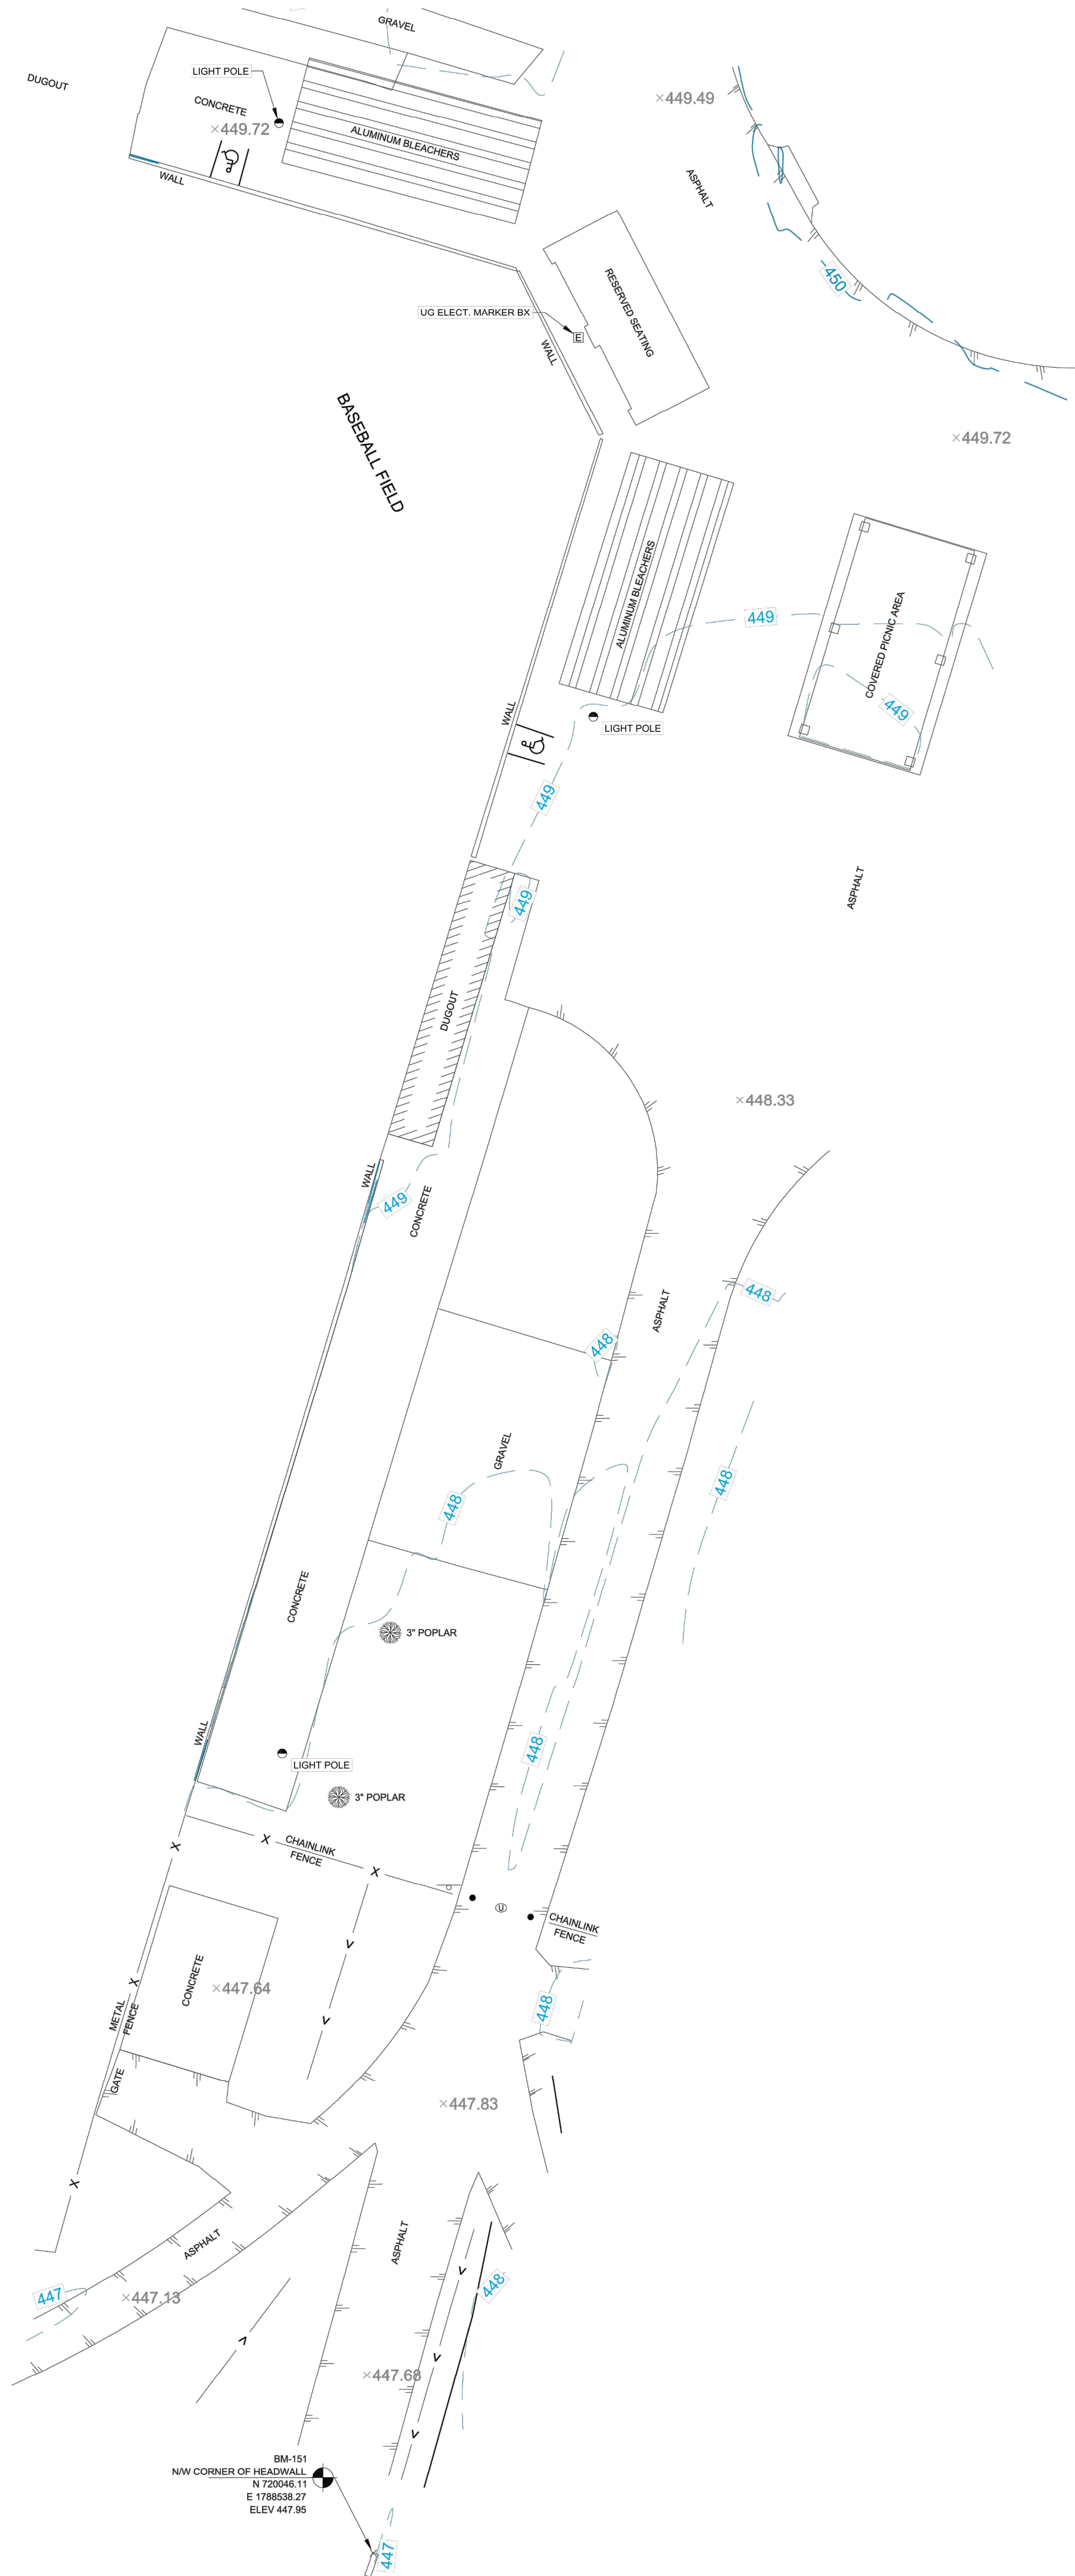 GRAVEL
DUGOUT
LIGHT POLE
CONCRETE
×449.72
ALUMINUM BLEACHERS
WALL
×449.49
ASPHALT
450
RESERVED SEATING
UG ELECT. MARKER BX
E
WALL
BASEBALL FIELD
×449.72
ALUMINUM BLEACHERS
449
COVERED PICNIC AREA
449
WALL
LIGHT POLE
449
ASPHALT
449
DUGOUT
×448.33
WALL
449
CONCRETE
448
ASPHALT
448
GRAVEL
448
448
CONCRETE
3" POPLAR
WALL
448
LIGHT POLE
3" POPLAR
X
X
CHAINLINK
FENCE
X
U
CHAINLINK
FENCE
V
CONCRETE
×447.64
X
448
METAL
FENCE
V
GATE
×447.83
X
ASPHALT
ASPHALT
V
448
447
×447.13
V
V
×447.68
V
BM-151
N/W CORNER OF HEADWALL
N 720046.11
E 1788538.27
ELEV 447.95
447